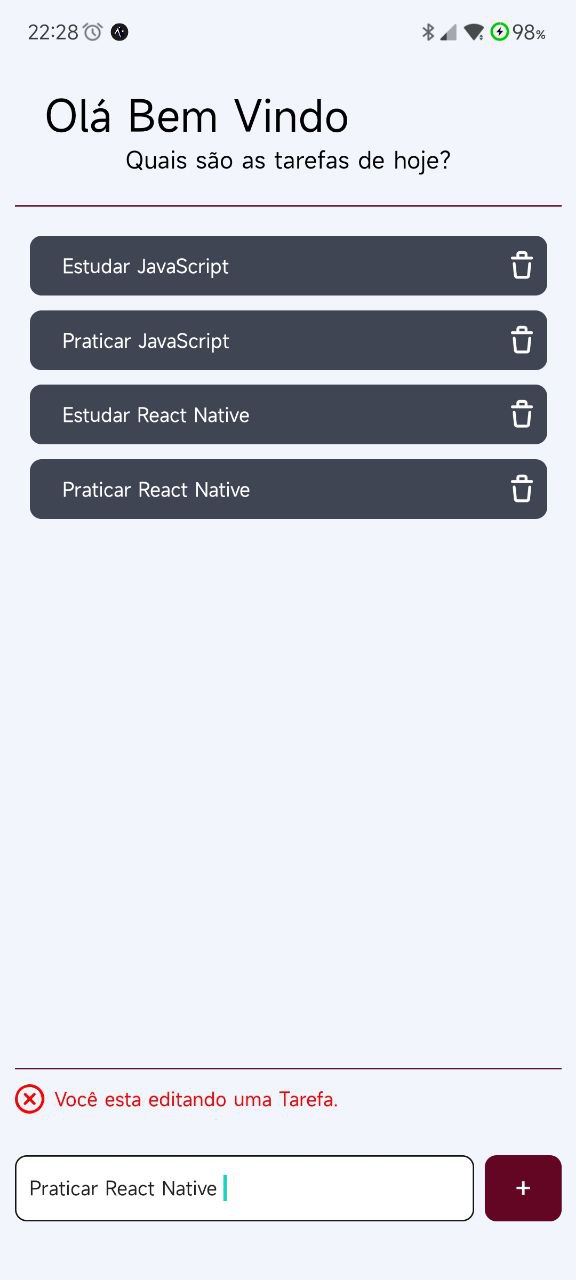 22:28 98%
Olá Bem Vindo
Quais são as tarefas de hoje?
Estudar JavaScript
Praticar JavaScript
Estudar React Native
Praticar React Native
Você esta editando uma Tarefa.
Praticar React Native
+